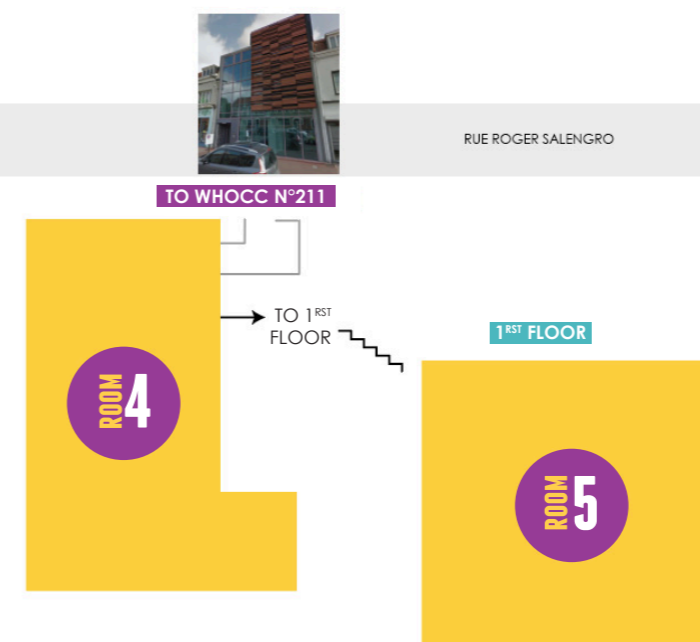 RUE ROGER SALENGRO
TO WHOCC N°211
TO 1RST
FLOOR
1RST FLOOR
ROOM 4
ROOM 5